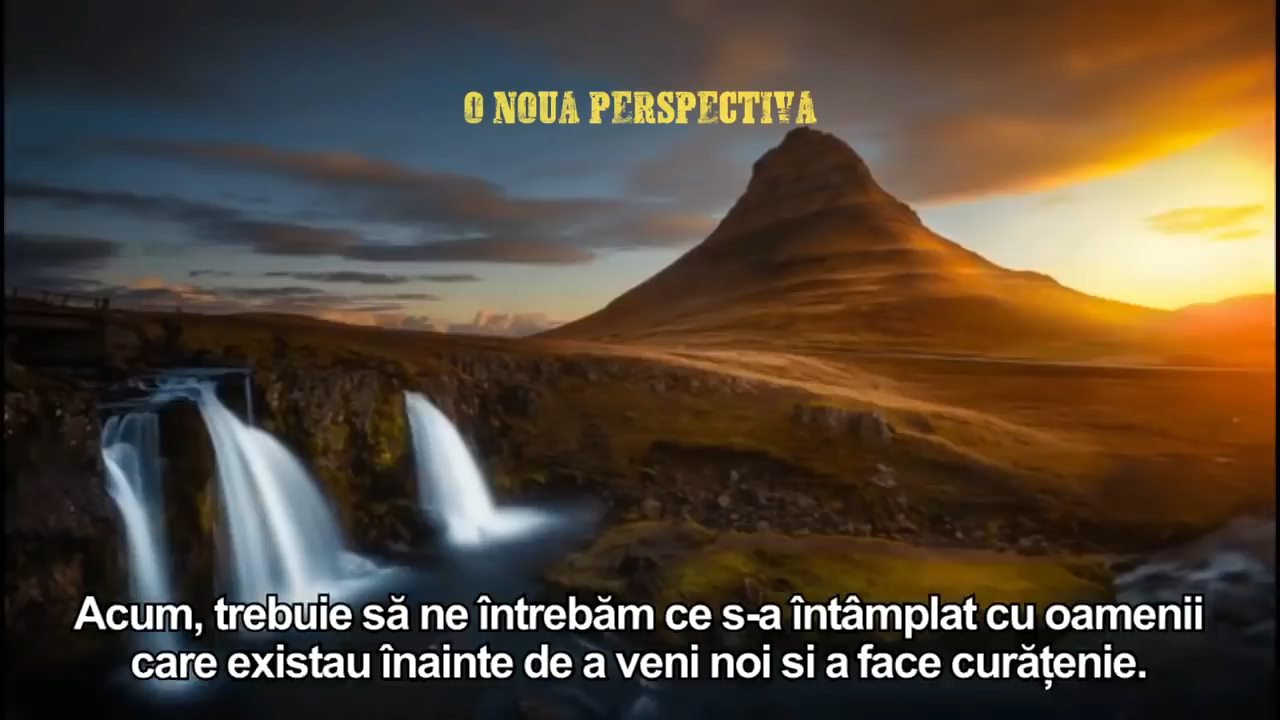 O NOUA PERSPECTIVA
Acum, trebuie să ne întrebăm ce s-a întâmplat cu oamenii
care existau înainte de a veni noi si a face curățenie.